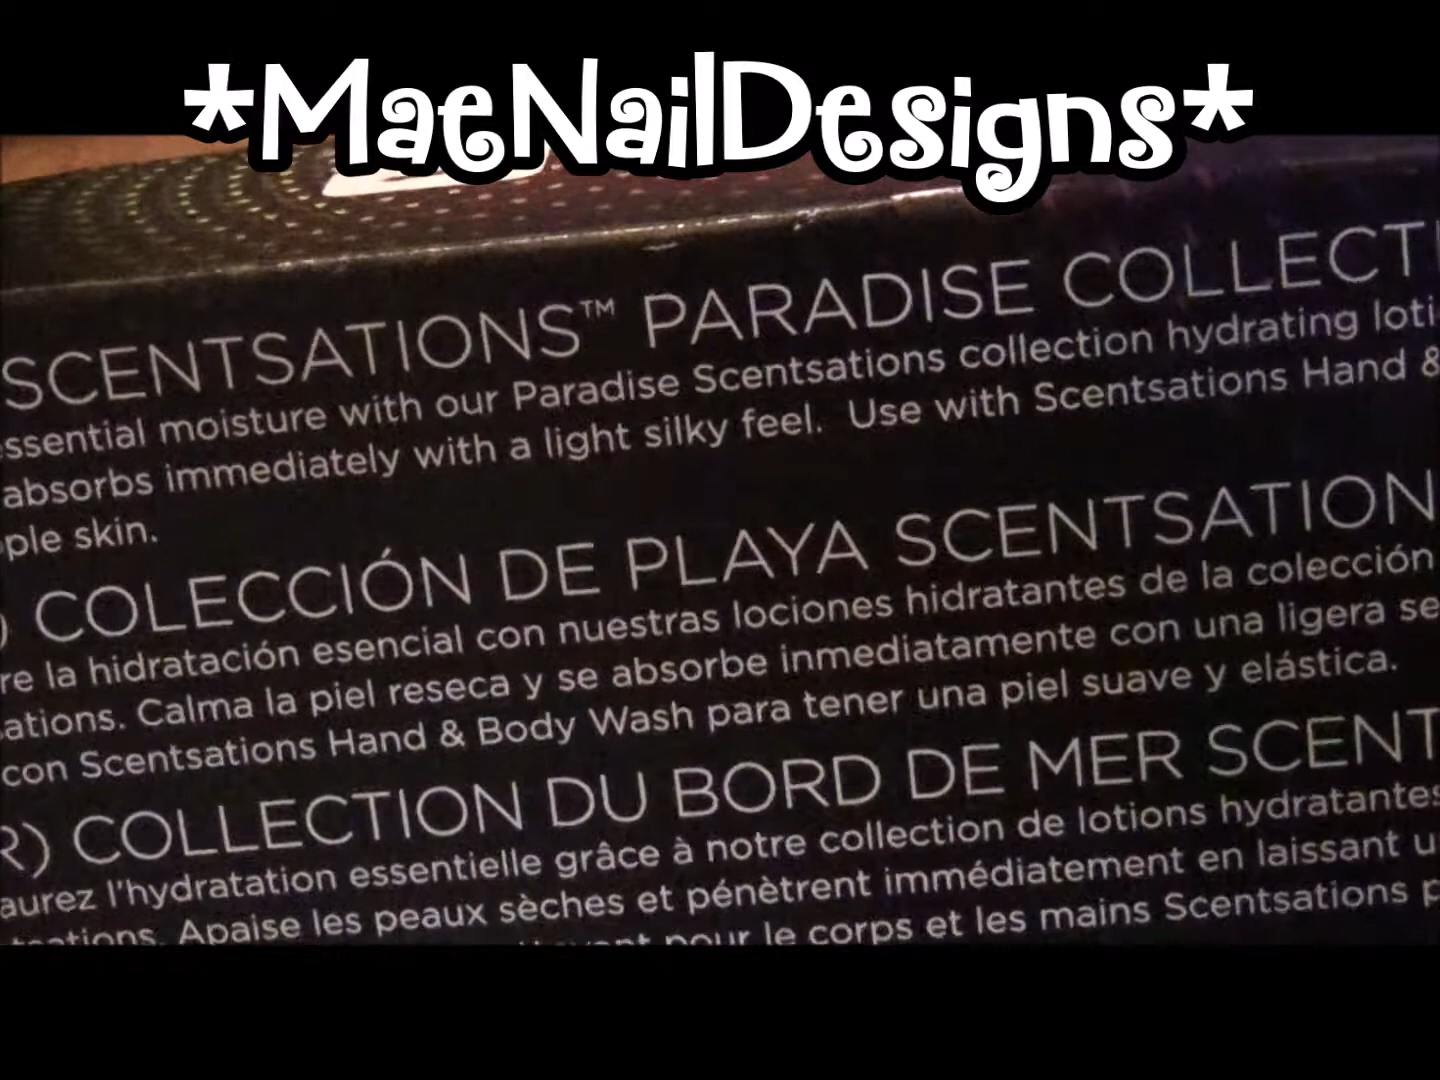 *MaeNailDesigns*
SCENTSATIONS™ PARADISE COLLECT
essential moisture with our Paradise Scentsations collection hydrating loti
absorbs immediately with a light silky feel. Use with Scentsations Hand &
ple skin.
) COLECCIÓN DE PLAYA SCENTSATION
re la hidratación esencial con nuestras lociones hidratantes de la colección
ations. Calma la piel reseca y se absorbe inmediatamente con una ligera se
con Scentsations Hand & Body Wash para tener una piel suave y elástica.
R) COLLECTION DU BORD DE MER SCENT
aurez l'hydratation essentielle grâce à notre collection de lotions hydratantes
tsations. Apaise les peaux sèches et pénètrent immédiatement en laissant u
pour le corps et les mains Scentsations p